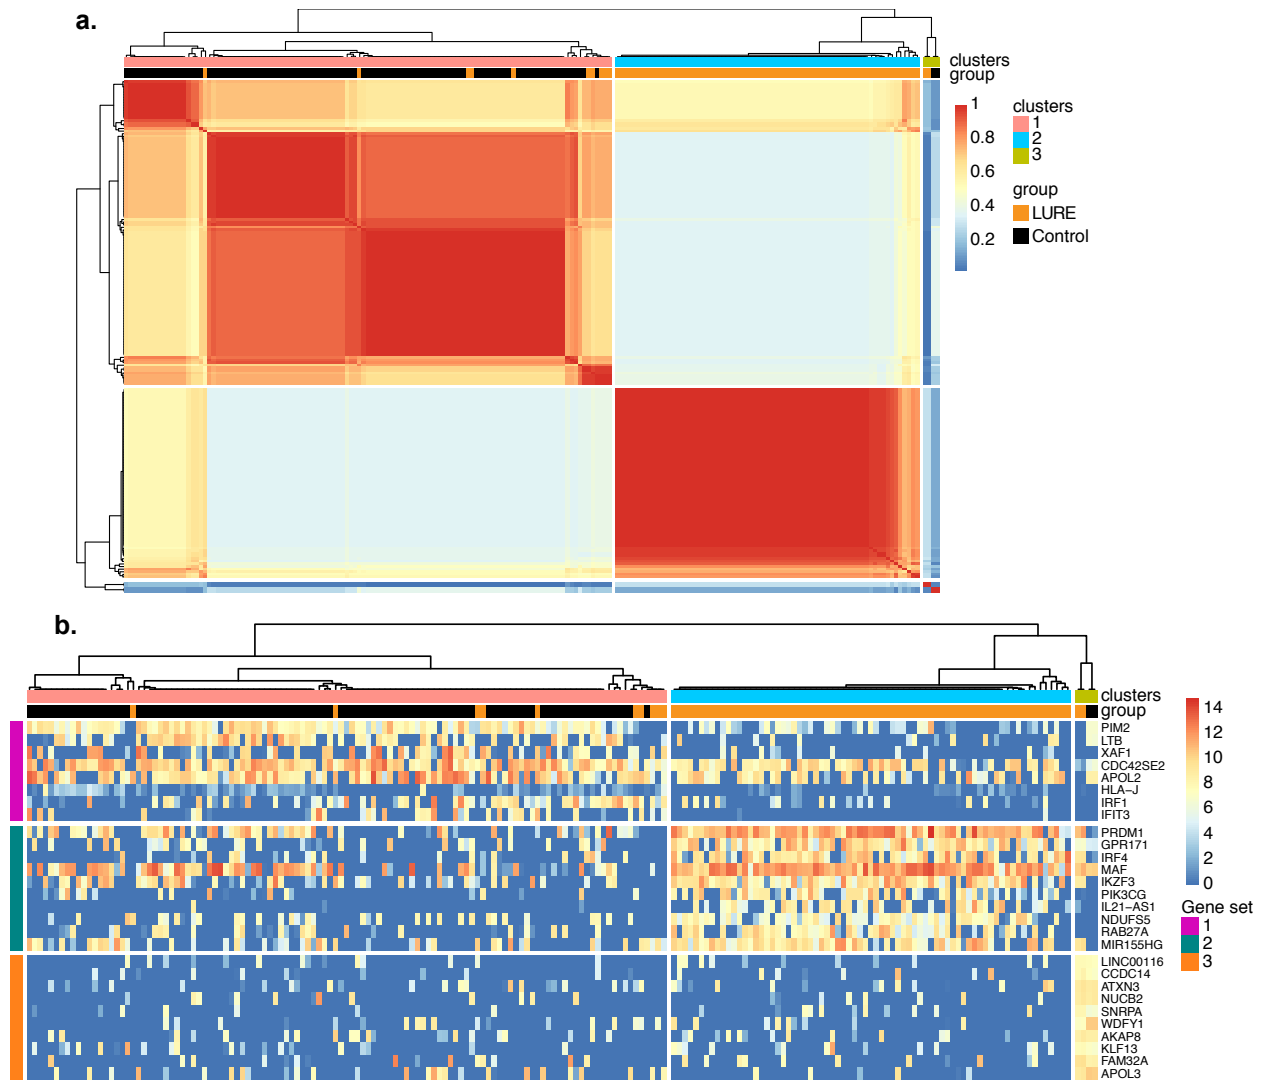 a.
clusters
group
1
0.8
0.6
0.4
0.2
clusters
1
2
3
group
LURE
Control
b.
clusters
group
PIM2
LTB
XAF1
CDC42SE2
APOL2
HLA−J
IRF1
IFIT3
PRDM1
GPR171
IRF4
MAF
IKZF3
PIK3CG
IL21−AS1
NDUFS5
RAB27A
MIR155HG
LINC00116
CCDC14
ATXN3
NUCB2
SNRPA
WDFY1
AKAP8
KLF13
FAM32A
APOL3
14
12
10
8
6
4
2
0
Gene set
1
2
3